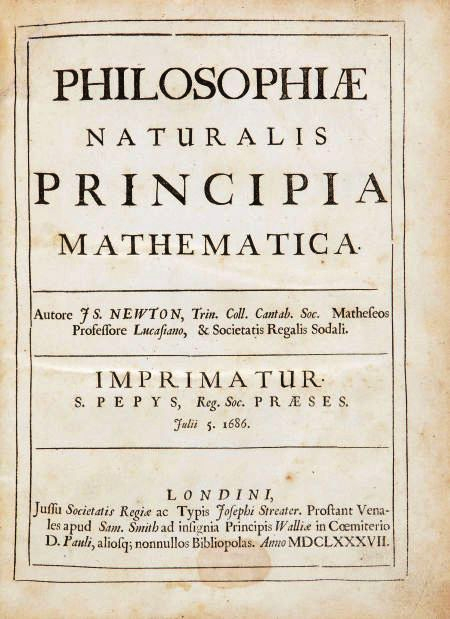 PHILOSOPHIÆ
NATURALIS
PRINCIPIA
MATHEMATICA.
Autore JS. NEWTON, Trin. Coll. Cantab. Soc. Matheſeos
Profeſſore Lucaſiano, & Societatis Regalis Sodali.
IMPRIMATUR.
S. PEPYS, Reg. Soc. PRÆSES.
Julii 5. 1686.
LONDINI,
Juſſu Societatis Regiæ ac Typis Joſephi Streater. Proſtant Vena-
les apud Sam. Smith ad inſignia Principis Walliæ in Cœmiterio
D. Pauli, aliosq; nonnullos Bibliopolas. Anno MDCLXXXVII.